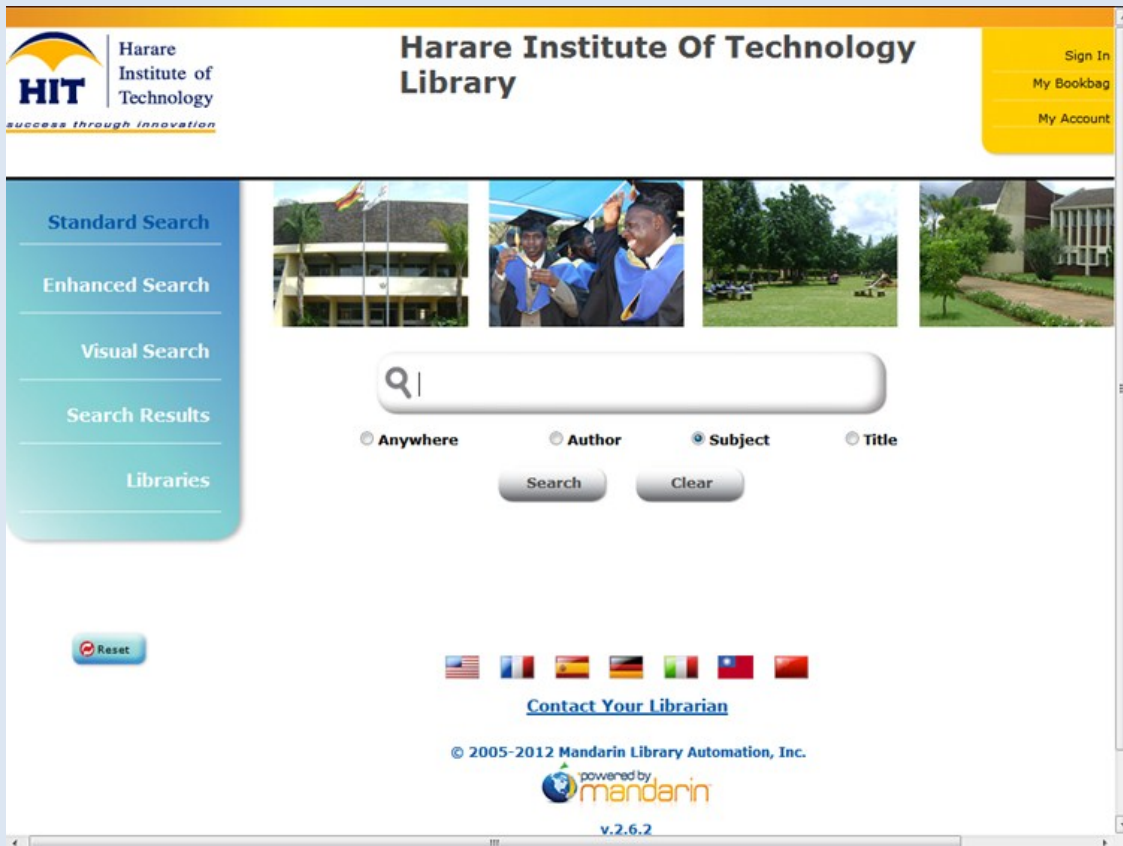 HIT
Harare
Institute of
Technology
success through innovation
Harare Institute Of Technology
Library
Sign In
My Bookbag
My Account
Standard Search
Enhanced Search
Visual Search
Search Results
Libraries
Anywhere
Author
Subject
Title
Search
Clear
Reset
Contact Your Librarian
© 2005-2012 Mandarin Library Automation, Inc.
powered by
mandarin
v.2.6.2